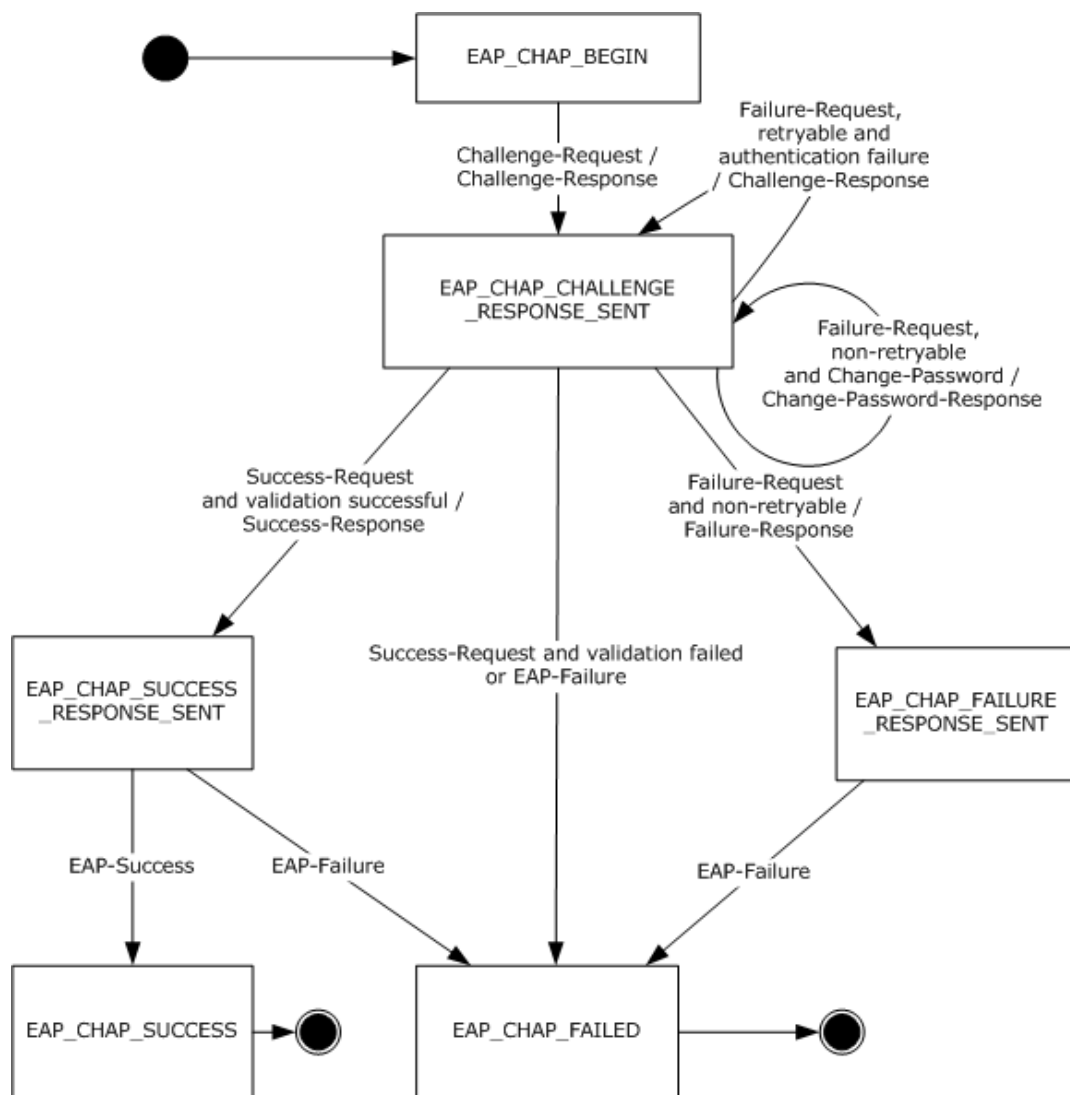 EAP_CHAP_BEGIN
Challenge-Request /
Challenge-Response
Failure-Request,
retryable and
authentication failure
/ Challenge-Response
EAP_CHAP_CHALLENGE
_RESPONSE_SENT
Failure-Request,
non-retryable
and Change-Password /
Change-Password-Response
Success-Request
and validation successful /
Success-Response
Failure-Request
and non-retryable /
Failure-Response
Success-Request and validation failed
or EAP-Failure
EAP_CHAP_SUCCESS
_RESPONSE_SENT
EAP_CHAP_FAILURE
_RESPONSE_SENT
EAP-Success
EAP-Failure
EAP-Failure
EAP_CHAP_SUCCESS
EAP_CHAP_FAILED